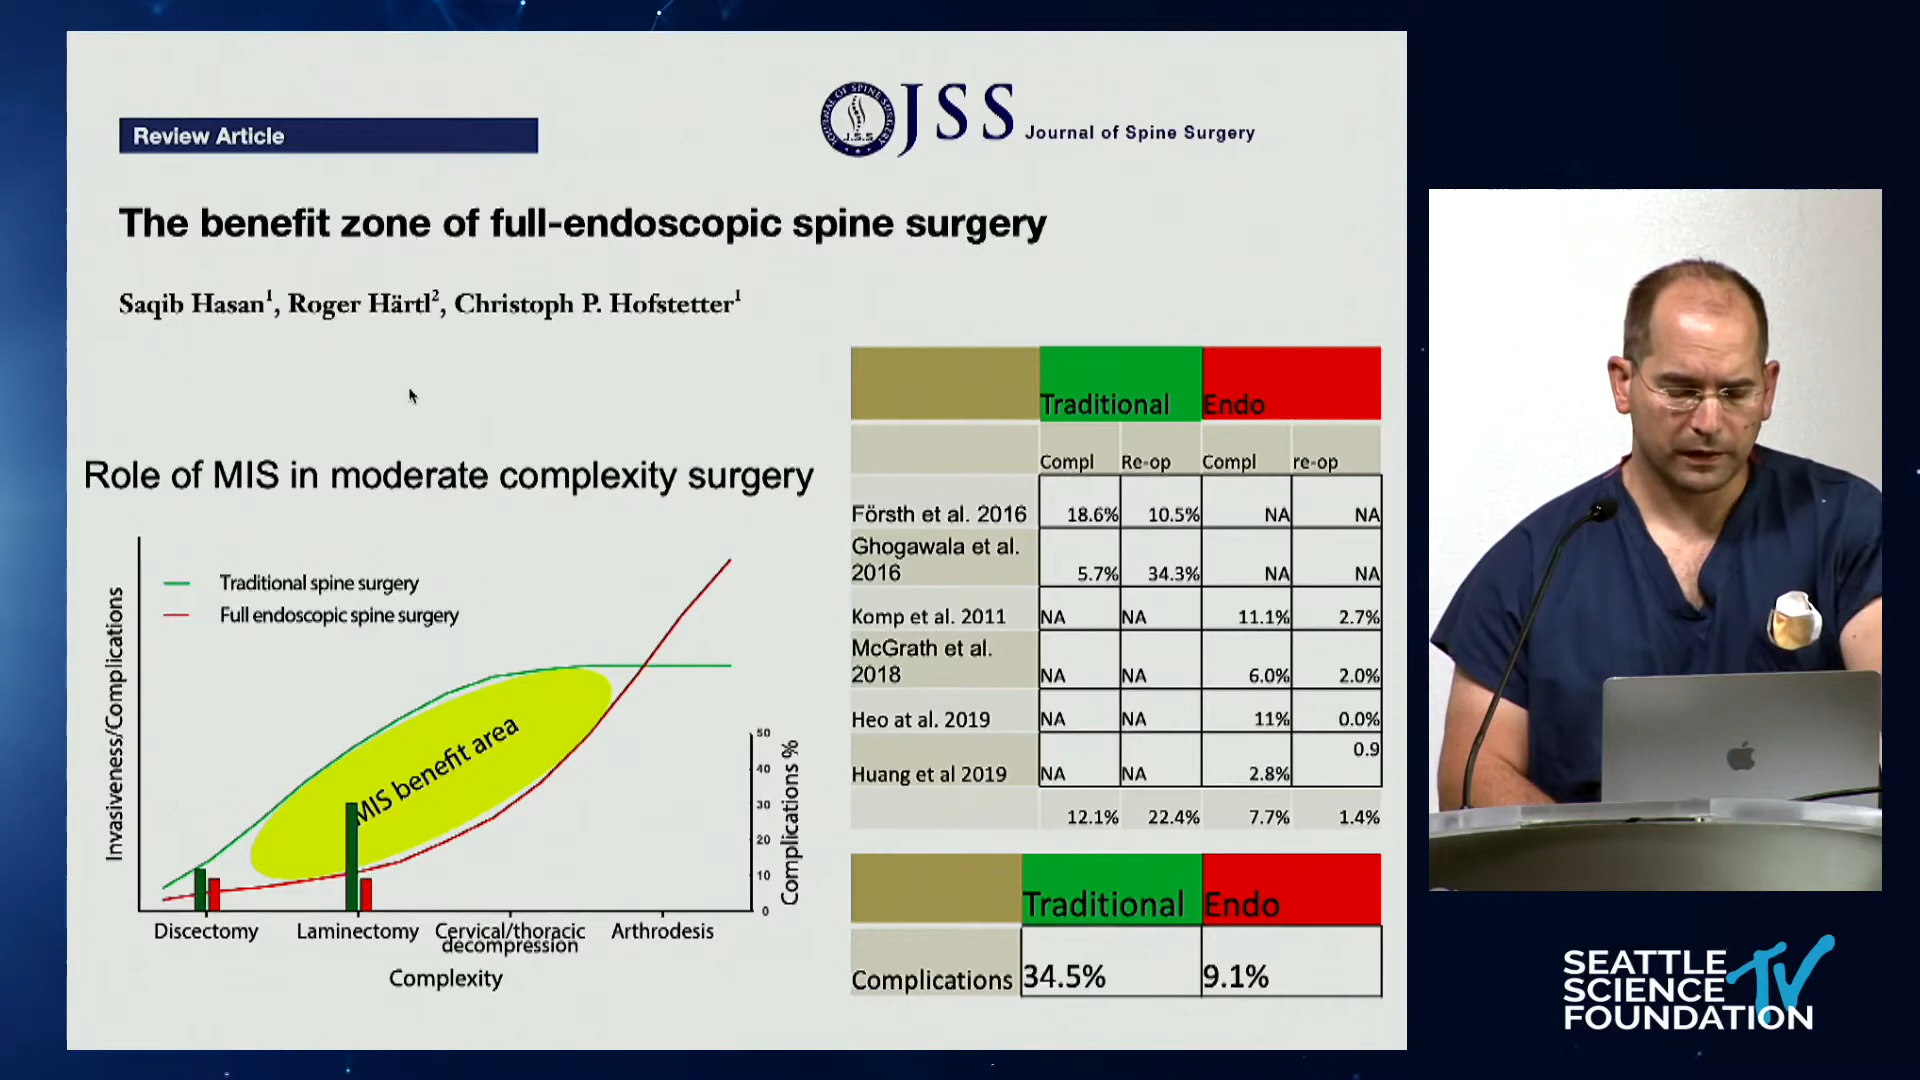 Review Article
JSS Journal of Spine Surgery
JOURNAL OF SPINE SURGERY
J.S.S
The benefit zone of full-endoscopic spine surgery
Saqib Hasan1, Roger Härtl2, Christoph P. Hofstetter1
Role of MIS in moderate complexity surgery
Traditional spine surgery
Full endoscopic spine surgery
Invasiveness/Complications
MIS benefit area
50
40
30
20
10
0
Complications %
Discectomy Laminectomy Cervical/thoracic decompression Arthrodesis
Complexity
Traditional Endo
Compl Re-op Compl re-op
Försth et al. 2016 18.6% 10.5% NA NA
Ghogawala et al.
2016 5.7% 34.3% NA NA
Komp et al. 2011 NA NA 11.1% 2.7%
McGrath et al.
2018 NA NA 6.0% 2.0%
Heo at al. 2019 NA NA 11% 0.0%
0.9
Huang et al 2019 NA NA 2.8%
12.1% 22.4% 7.7% 1.4%
Traditional Endo
Complications 34.5% 9.1%
SEATTLE
SCIENCE TV
FOUNDATION